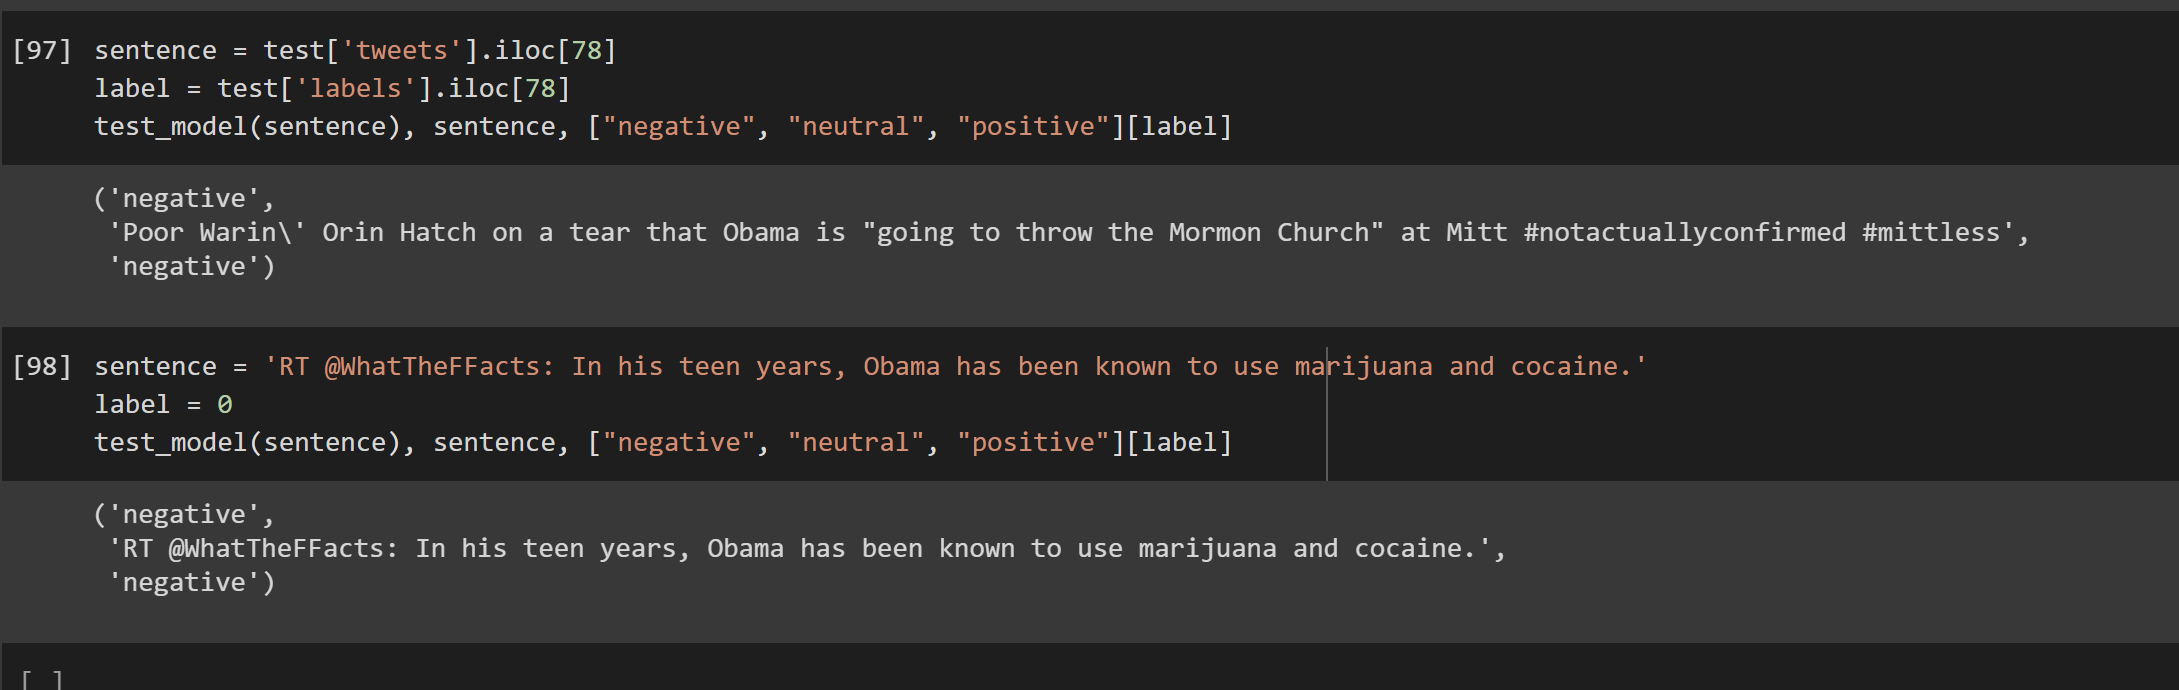 [97] sentence = test['tweets'].iloc[78]
label = test['labels'].iloc[78]
test_model(sentence), sentence, ["negative", "neutral", "positive"][label]
('negative',
'Poor Warin\' Orin Hatch on a tear that Obama is "going to throw the Mormon Church" at Mitt #notactuallyconfirmed #mittless',
'negative')
[98] sentence = 'RT @WhatTheFFacts: In his teen years, Obama has been known to use marijuana and cocaine.'
label = 0
test_model(sentence), sentence, ["negative", "neutral", "positive"][label]
('negative',
'RT @WhatTheFFacts: In his teen years, Obama has been known to use marijuana and cocaine.',
'negative')
[ ]